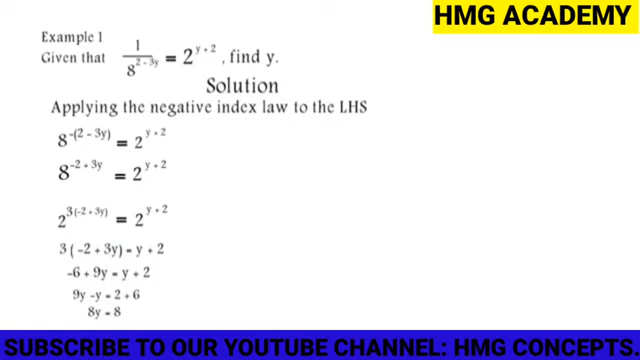 HMG ACADEMY
Example 1
Given that 1/8^(2 - 3y) = 2^(y + 2) , find y.
Solution
Applying the negative index law to the LHS
8^(-(2 - 3y)) = 2^(y + 2)
8^(-2 + 3y) = 2^(y + 2)
2^(3(-2 + 3y)) = 2^(y + 2)
3 ( -2 + 3y) = y + 2
-6 + 9y = y + 2
9y -y = 2 + 6
8y = 8
SUBSCRIBE TO OUR YOUTUBE CHANNEL: HMG CONCEPTS.